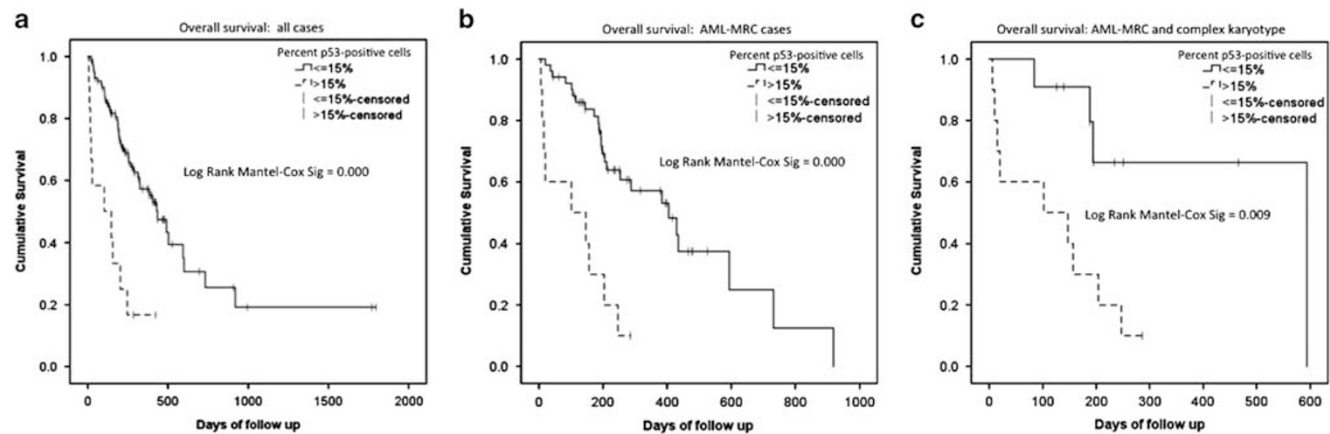 a
Overall survival: all cases
Percent p53-positive cells
<=15%
>15%
<=15%-censored
>15%-censored
Log Rank Mantel-Cox Sig = 0.000
Cumulative Survival
1.0
0.8
0.6
0.4
0.2
0.0
0 500 1000 1500 2000
Days of follow up
b
Overall survival: AML-MRC cases
Percent p53-positive cells
<=15%
>15%
<=15%-censored
>15%-censored
Log Rank Mantel-Cox Sig = 0.000
Cumulative Survival
1.0
0.8
0.6
0.4
0.2
0.0
0 200 400 600 800 1000
Days of follow up
c
Overall survival: AML-MRC and complex karyotype
Percent p53-positive cells
<=15%
>15%
<=15%-censored
>15%-censored
Log Rank Mantel-Cox Sig = 0.009
Cumulative Survival
1.0
0.8
0.6
0.4
0.2
0.0
0 100 200 300 400 500 600
Days of follow up